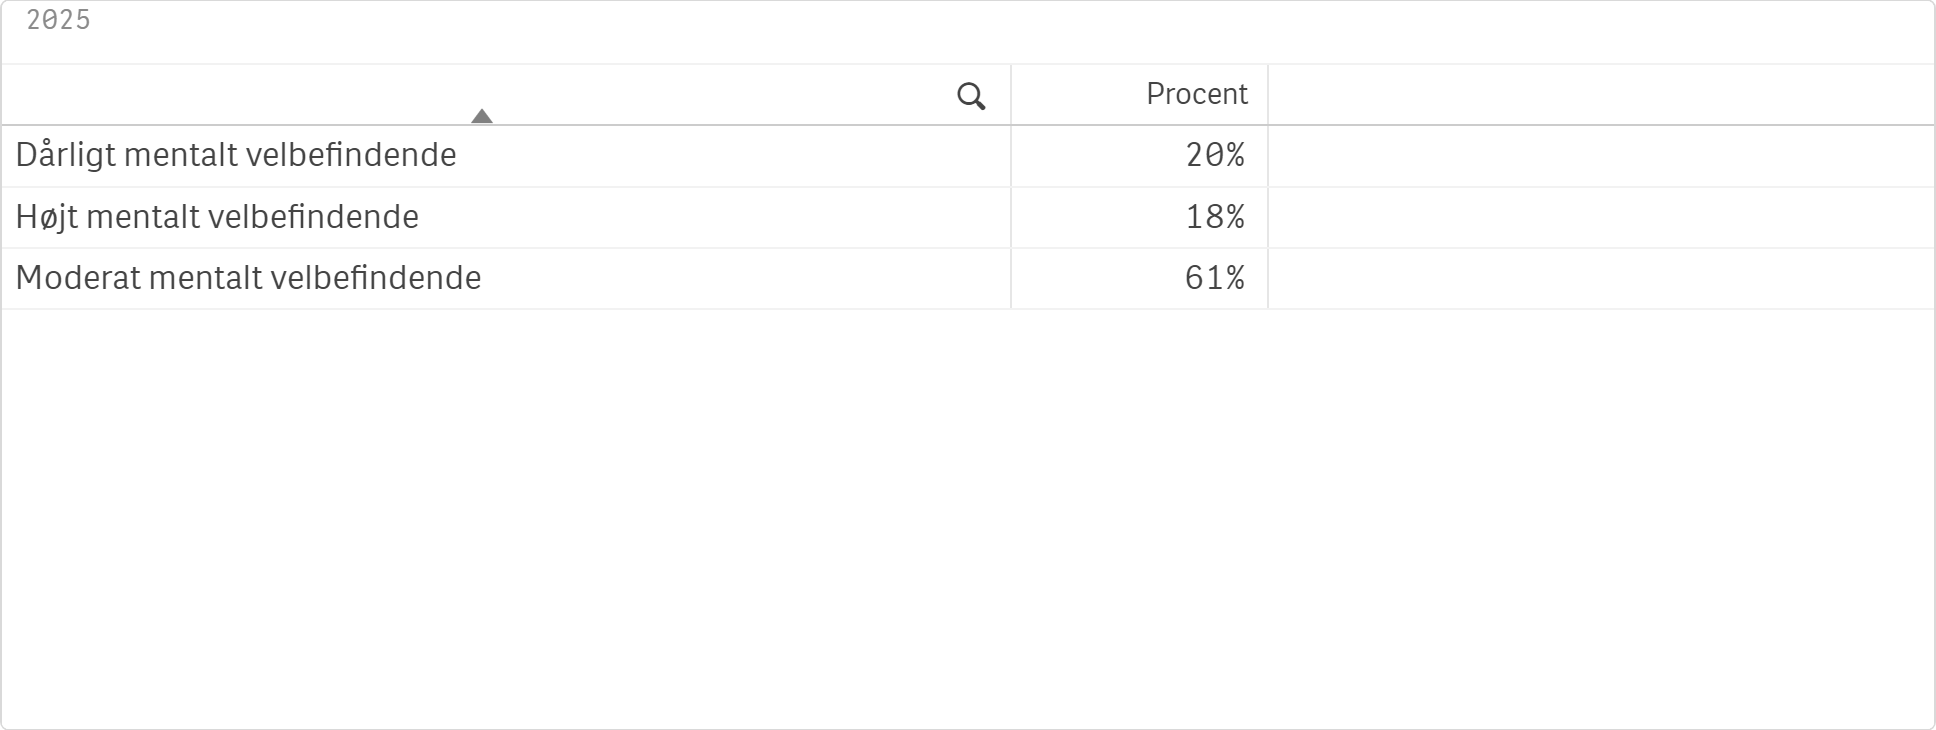 2025
Procent
Dårligt mentalt velbefindende 20%
Højt mentalt velbefindende 18%
Moderat mentalt velbefindende 61%